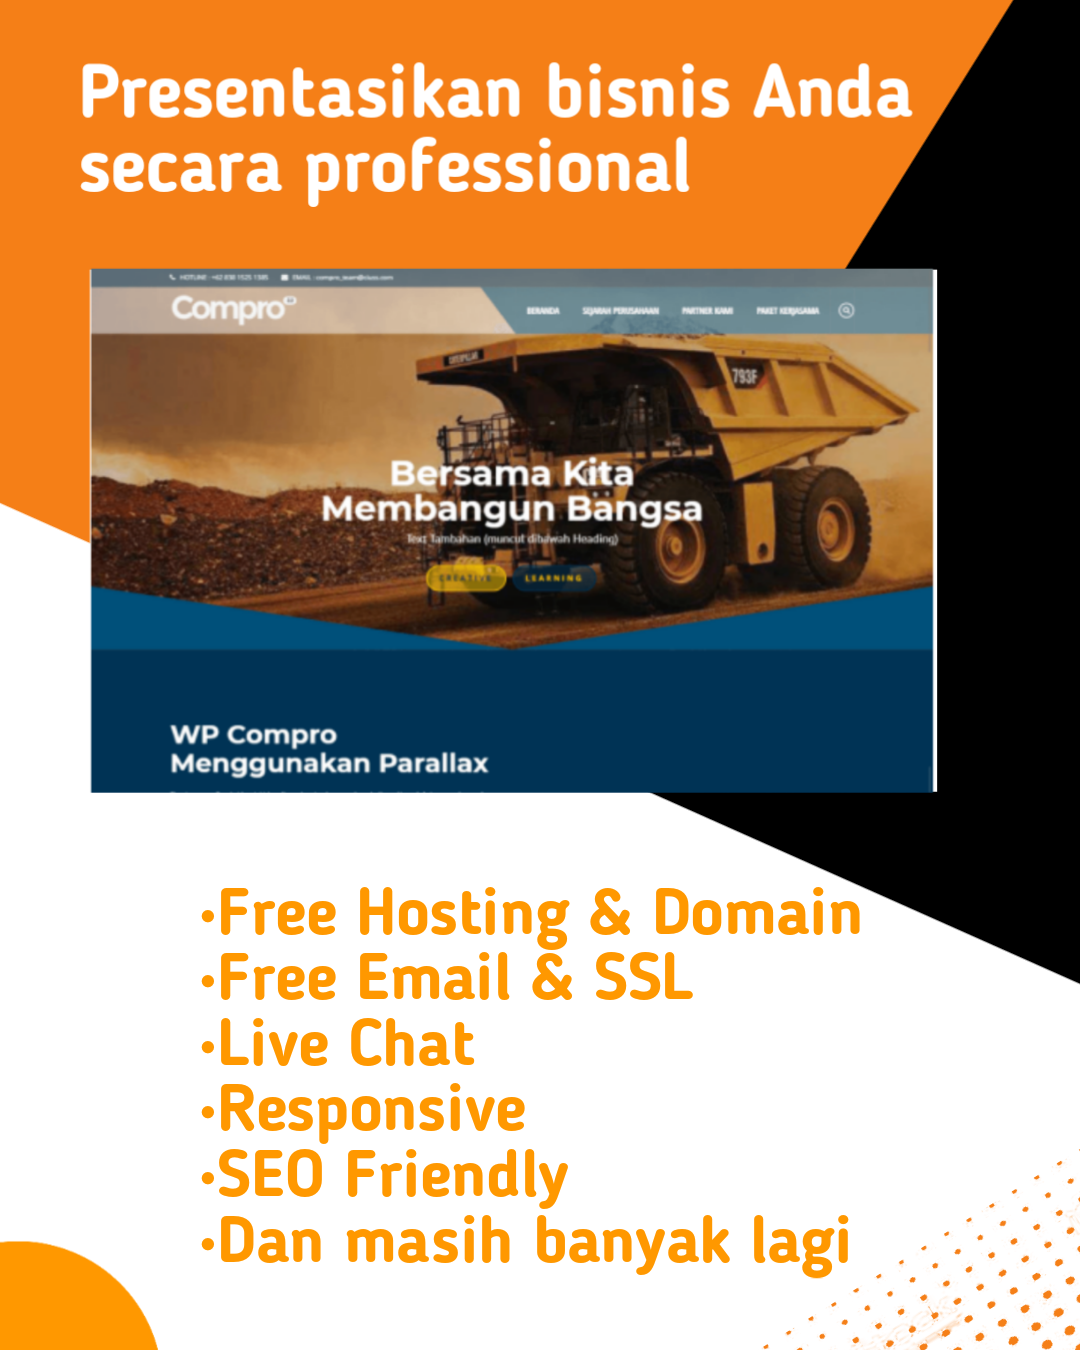 Presentasikan bisnis Anda
secara professional
Compro
BERANDA SEJARAH PERUSAHAAN PARTNER KAMI PAKET KERJASAMA
CATERPILLAR
793F
Bersama Kita
Membangun Bangsa
Text Tambahan (muncul dibawah Heading)
CREATIVE LEARNING
WP Compro
Menggunakan Parallax
•Free Hosting & Domain
•Free Email & SSL
•Live Chat
•Responsive
•SEO Friendly
•Dan masih banyak lagi